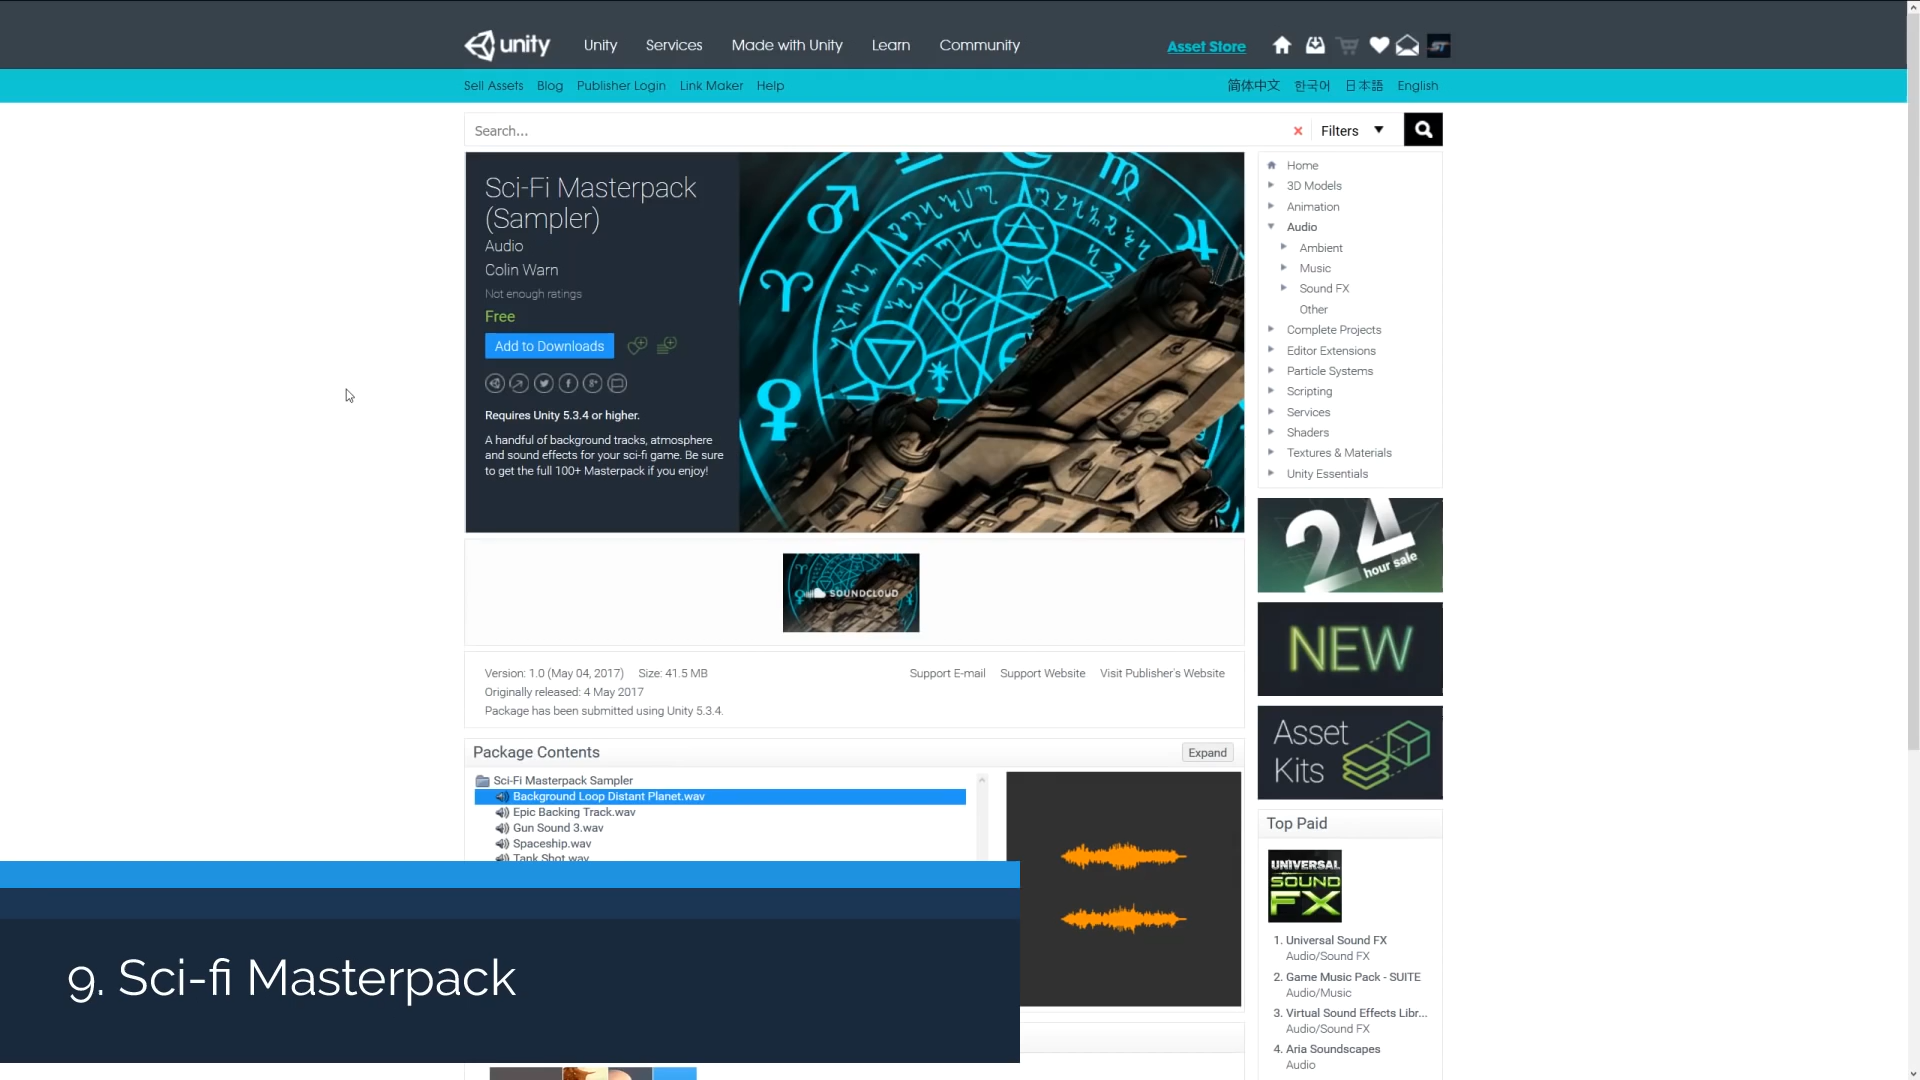 unity
Unity
Services
Made with Unity
Learn
Community
Asset Store
ST
Sell Assets
Blog
Publisher Login
Link Maker
Help
简体中文
한국어
日本語
English
Search...
Filters
Sci-Fi Masterpack
(Sampler)
Audio
Colin Warn
Not enough ratings
Free
Add to Downloads
Requires Unity 5.3.4 or higher.
A handful of background tracks, atmosphere
and sound effects for your sci-fi game. Be sure
to get the full 100+ Masterpack if you enjoy!
Home
3D Models
Animation
Audio
Ambient
Music
Sound FX
Other
Complete Projects
Editor Extensions
Particle Systems
Scripting
Services
Shaders
Textures & Materials
Unity Essentials
24
hour sale
NEW
Asset
Kits
SOUNDCLOUD
Version: 1.0 (May 04, 2017)
Size: 41.5 MB
Support E-mail
Support Website
Visit Publisher's Website
Originally released: 4 May 2017
Package has been submitted using Unity 5.3.4.
Package Contents
Expand
Sci-Fi Masterpack Sampler
Background Loop Distant Planet.wav
Epic Backing Track.wav
Gun Sound 3.wav
Spaceship.wav
Tank Shot.wav
Top Paid
UNIVERSAL
SOUND
FX
1. Universal Sound FX
Audio/Sound FX
2. Game Music Pack - SUITE
Audio/Music
3. Virtual Sound Effects Libr...
Audio/Sound FX
4. Aria Soundscapes
Audio
9. Sci-fi Masterpack